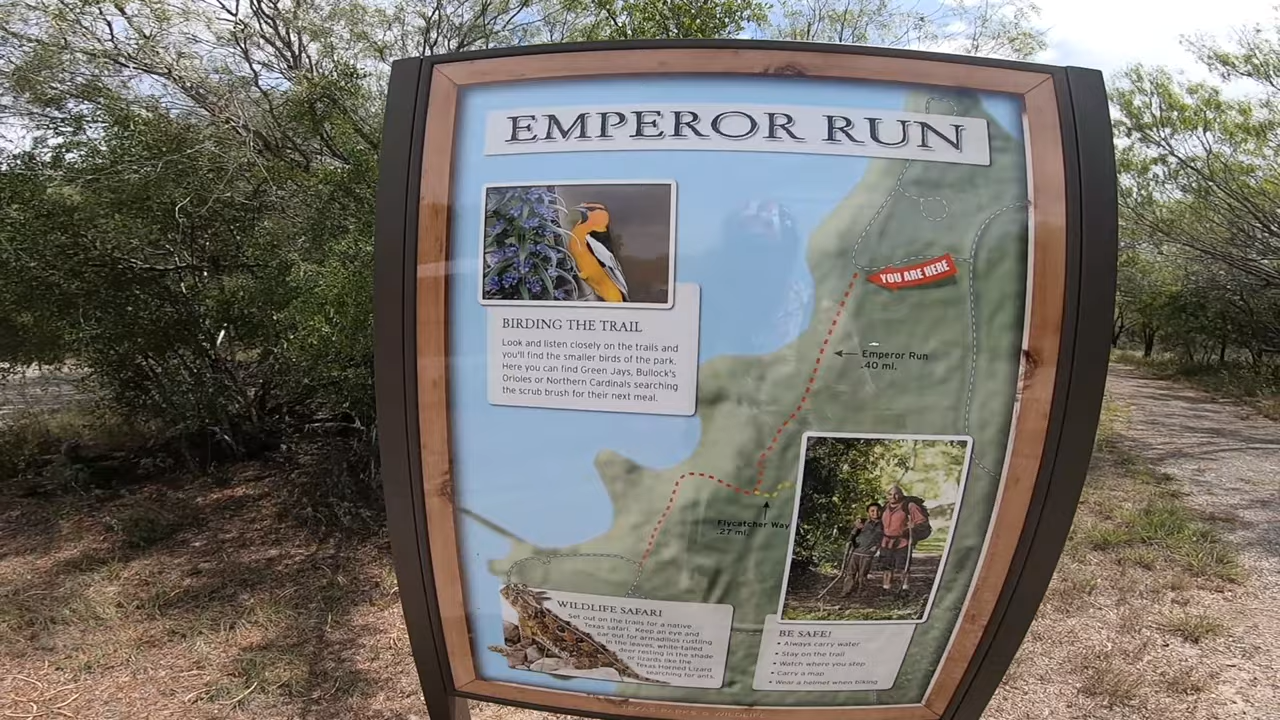 EMPEROR RUN
YOU ARE HERE
BIRDING THE TRAIL
Look and listen closely on the trails and
you'll find the smaller birds of the park.
Here you can find Green Jays, Bullock's
Orioles or Northern Cardinals searching
the scrub brush for their next meal.
Emperor Run
.40 mi.
Flycatcher Way
.27 mi.
WILDLIFE SAFARI
Set out on the trails for a native
Texas safari. Keep an eye and
ear out for armadillos rustling
in the leaves, white-tailed
deer resting in the shade
or lizards like the
Texas Horned Lizard
searching for ants.
BE SAFE!
• Always carry water
• Stay on the trail
• Watch where you step
• Carry a map
• Wear a helmet when biking
TEXAS PARKS & WILDLIFE